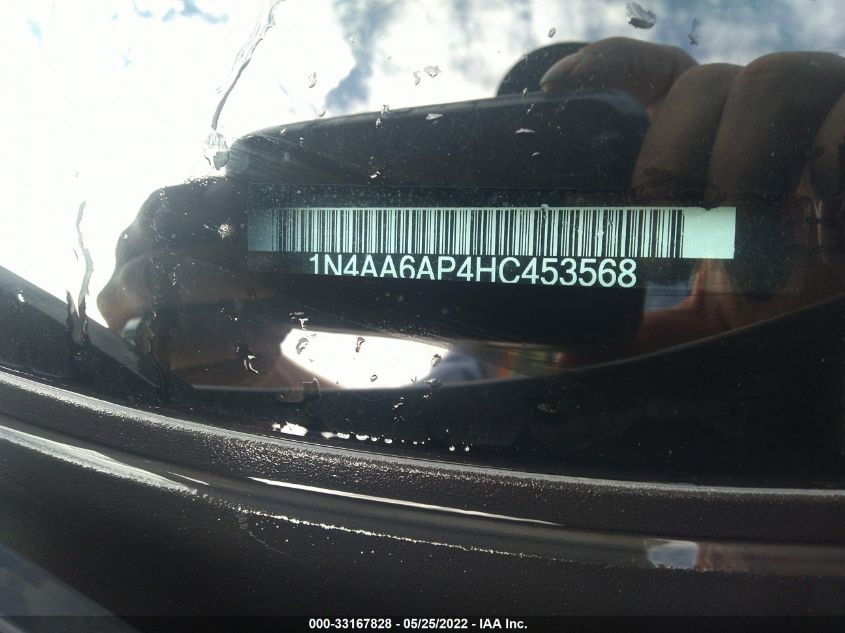 1N4AA6AP4HC453568
000-33167828 - 05/25/2022 - IAA Inc.